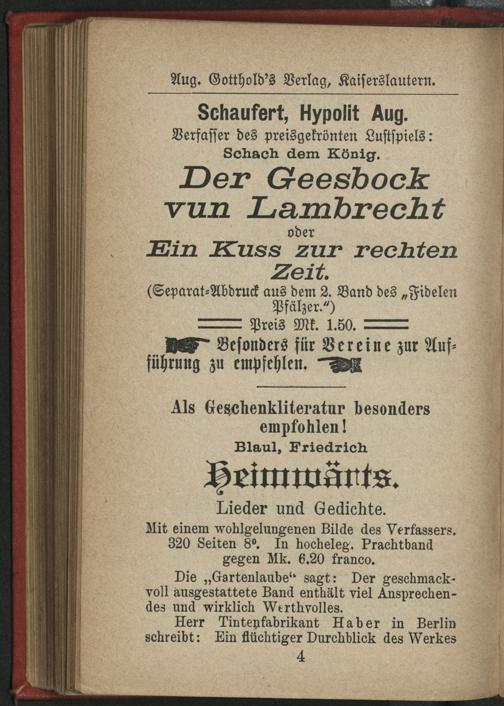 Aug. Gotthold's Verlag, Kaiserslautern.
Schaufert, Hypolit Aug.
Verfasser des preisgekrönten Lustspiels:
Schach dem König.
Der Geesbock
vun Lambrecht
oder
Ein Kuss zur rechten
Zeit.
(Separat-Abdruck aus dem 2. Band des „Fidelen
Pfälzer.")
Preis Mk. 1.50.
Besonders für Vereine zur Auf-
führung zu empfehlen.
Als Geschenkliteratur besonders
empfohlen!
Blaul, Friedrich
Heimwärts.
Lieder und Gedichte.
Mit einem wohlgelungenen Bilde des Verfassers.
320 Seiten 8⁰. In hocheleg. Prachtband
gegen Mk. 6.20 franco.
Die „Gartenlaube" sagt: Der geschmack-
voll ausgestattete Band enthält viel Ansprechen-
des und wirklich Werthvolles.
Herr Tintenfabrikant Haber in Berlin
schreibt: Ein flüchtiger Durchblick des Werkes
4